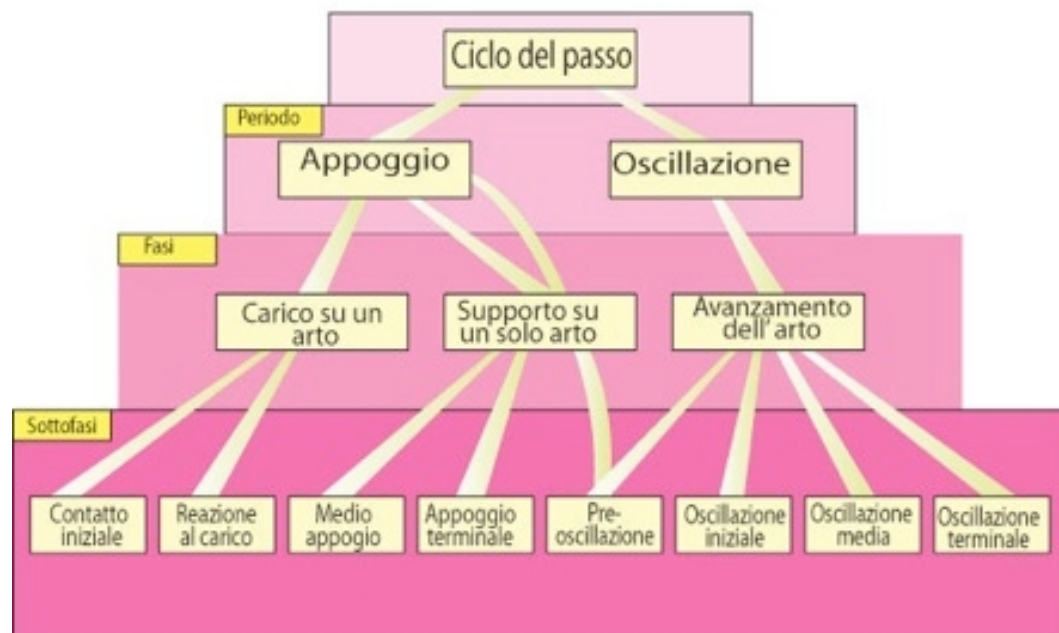 Ciclo del passo
Periodo
Appoggio
Oscillazione
Fasi
Carico su un
arto
Supporto su
un solo arto
Avanzamento
dell' arto
Sottofasi
Contatto
iniziale
Reazione
al carico
Medio
appogio
Appoggio
terminale
Pre-
oscillazione
Oscillazione
iniziale
Oscillazione
media
Oscillazione
terminale